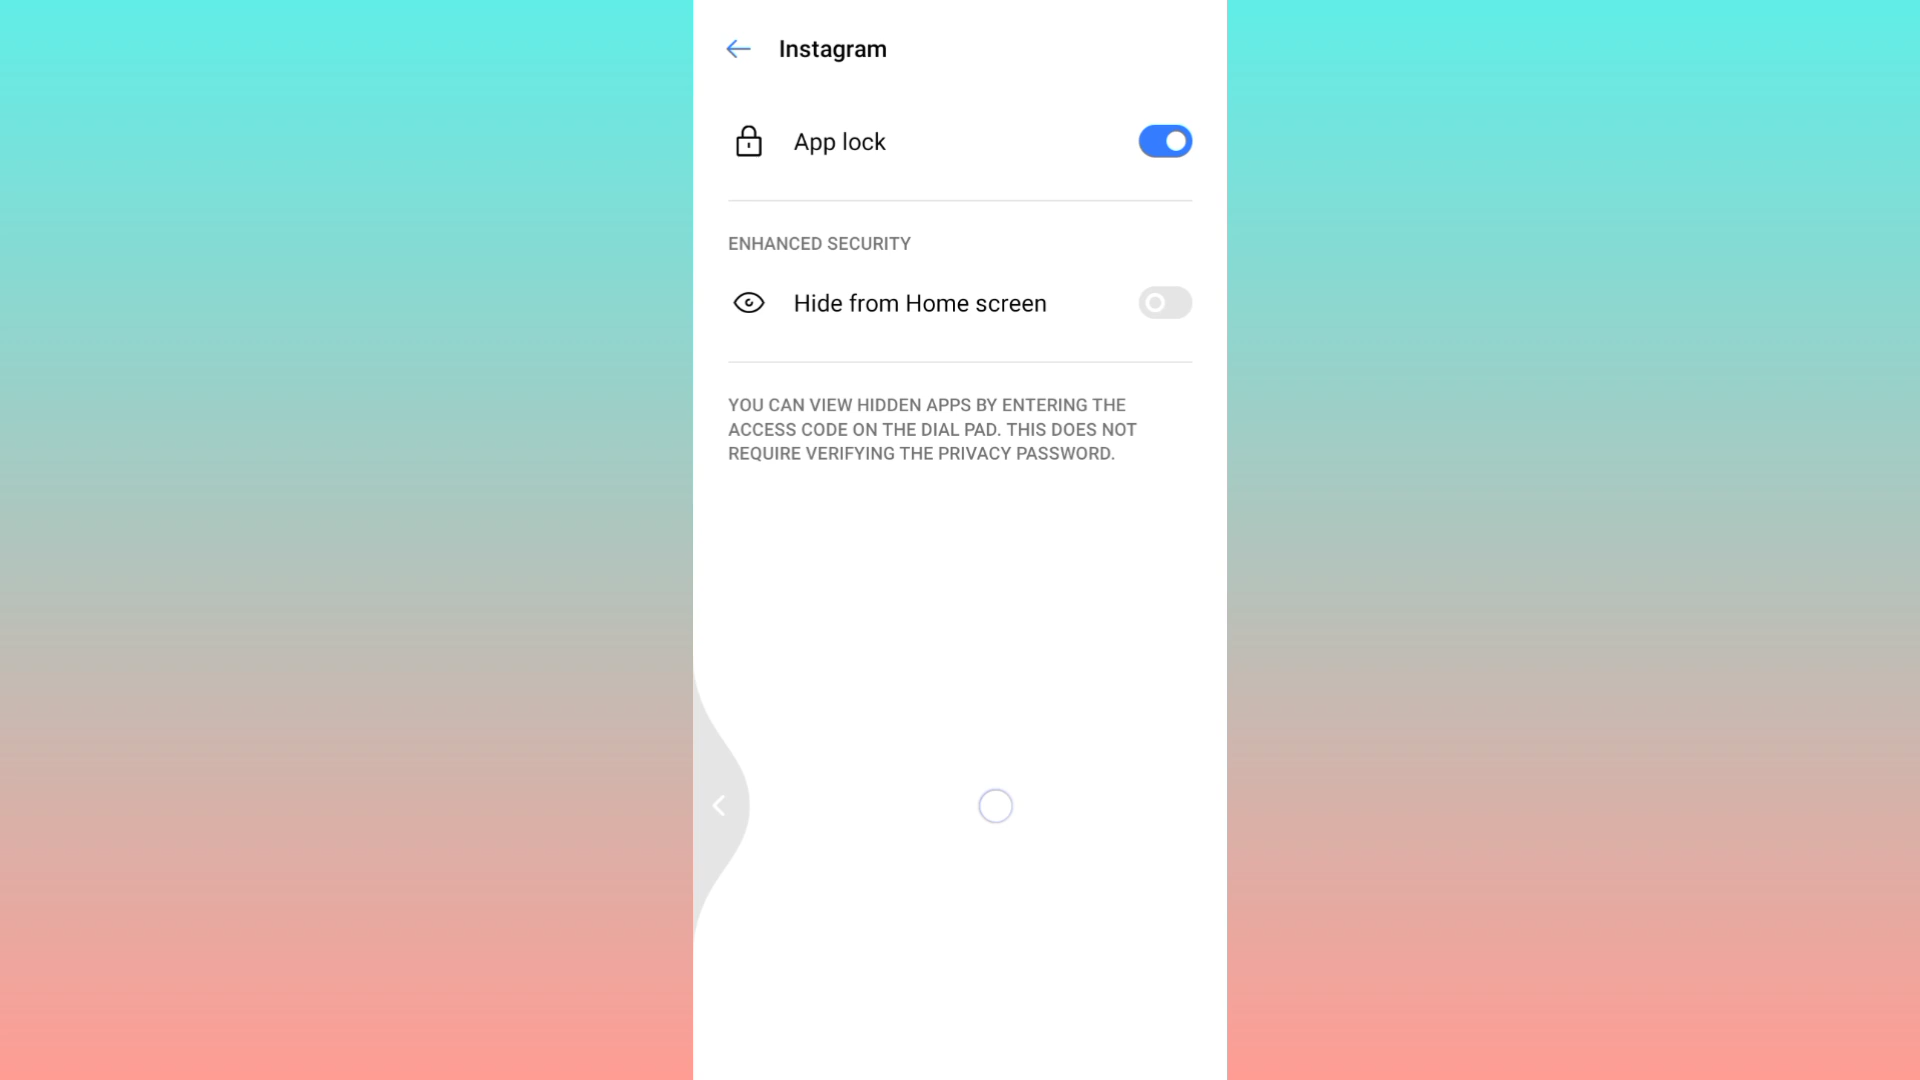 Instagram
App lock
ENHANCED SECURITY
Hide from Home screen
YOU CAN VIEW HIDDEN APPS BY ENTERING THE
ACCESS CODE ON THE DIAL PAD. THIS DOES NOT
REQUIRE VERIFYING THE PRIVACY PASSWORD.